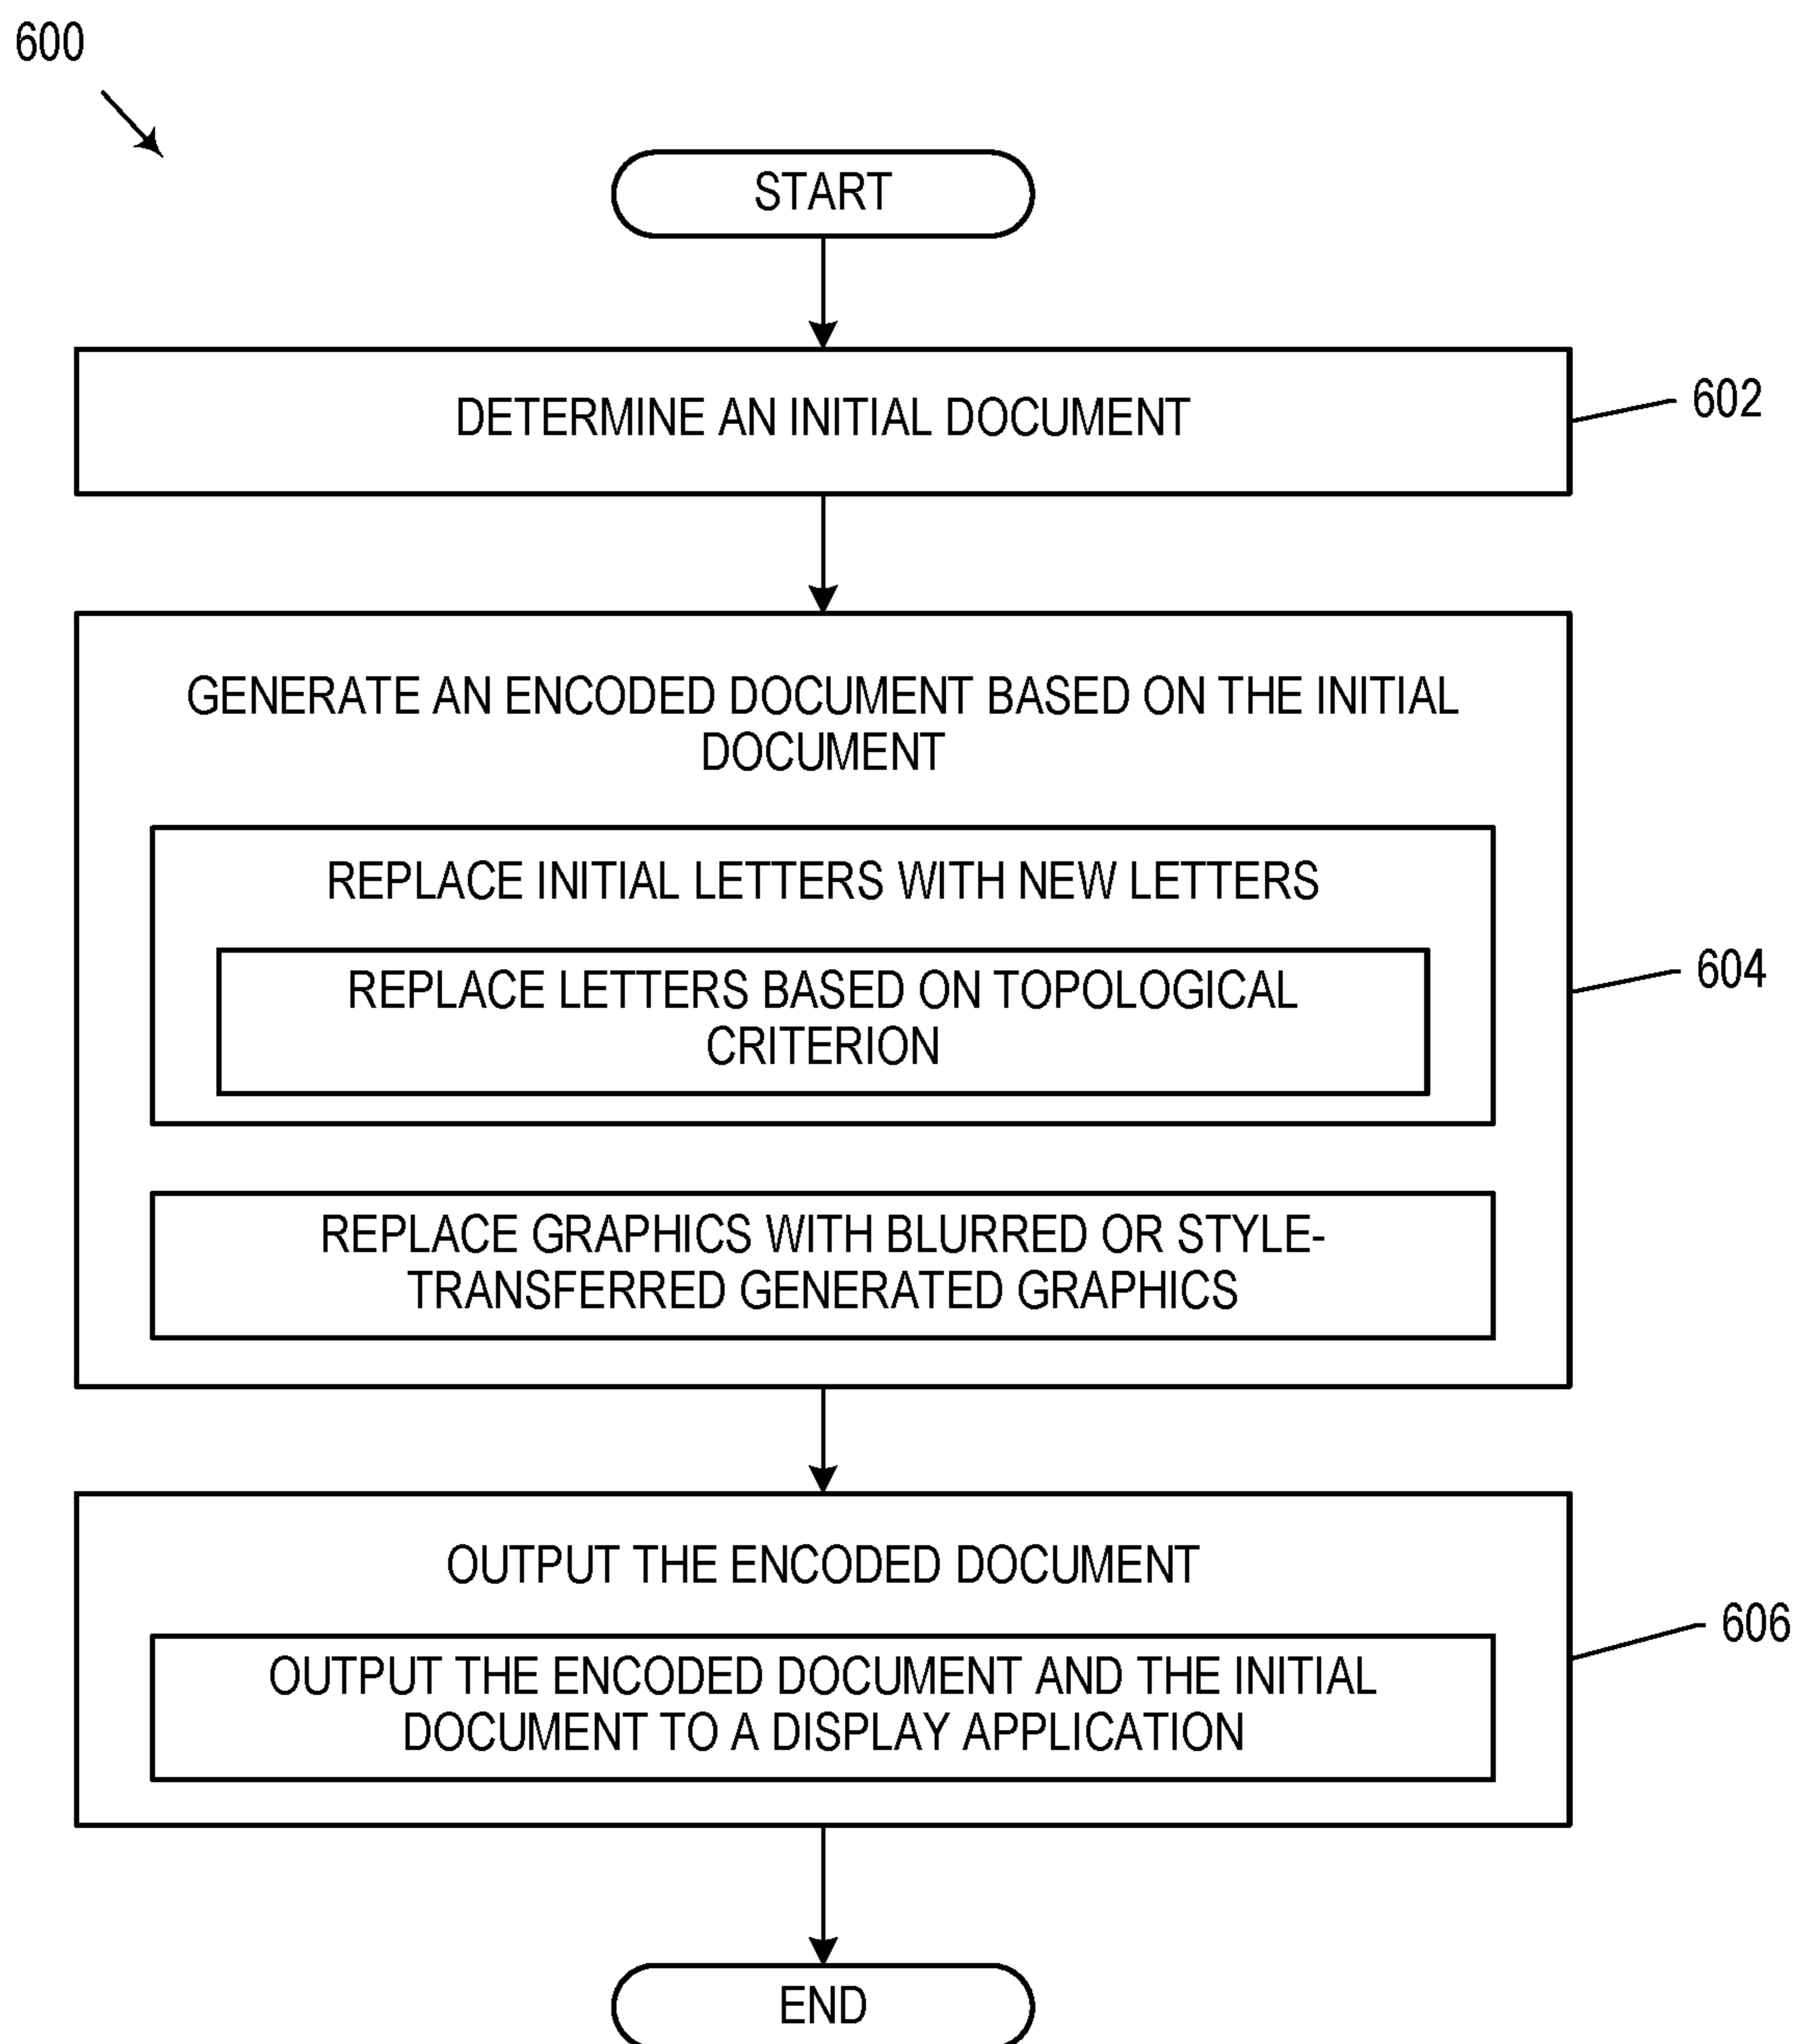 600
START
DETERMINE AN INITIAL DOCUMENT
602
GENERATE AN ENCODED DOCUMENT BASED ON THE INITIAL
DOCUMENT
REPLACE INITIAL LETTERS WITH NEW LETTERS
REPLACE LETTERS BASED ON TOPOLOGICAL
CRITERION
604
REPLACE GRAPHICS WITH BLURRED OR STYLE-
TRANSFERRED GENERATED GRAPHICS
OUTPUT THE ENCODED DOCUMENT
606
OUTPUT THE ENCODED DOCUMENT AND THE INITIAL
DOCUMENT TO A DISPLAY APPLICATION
END